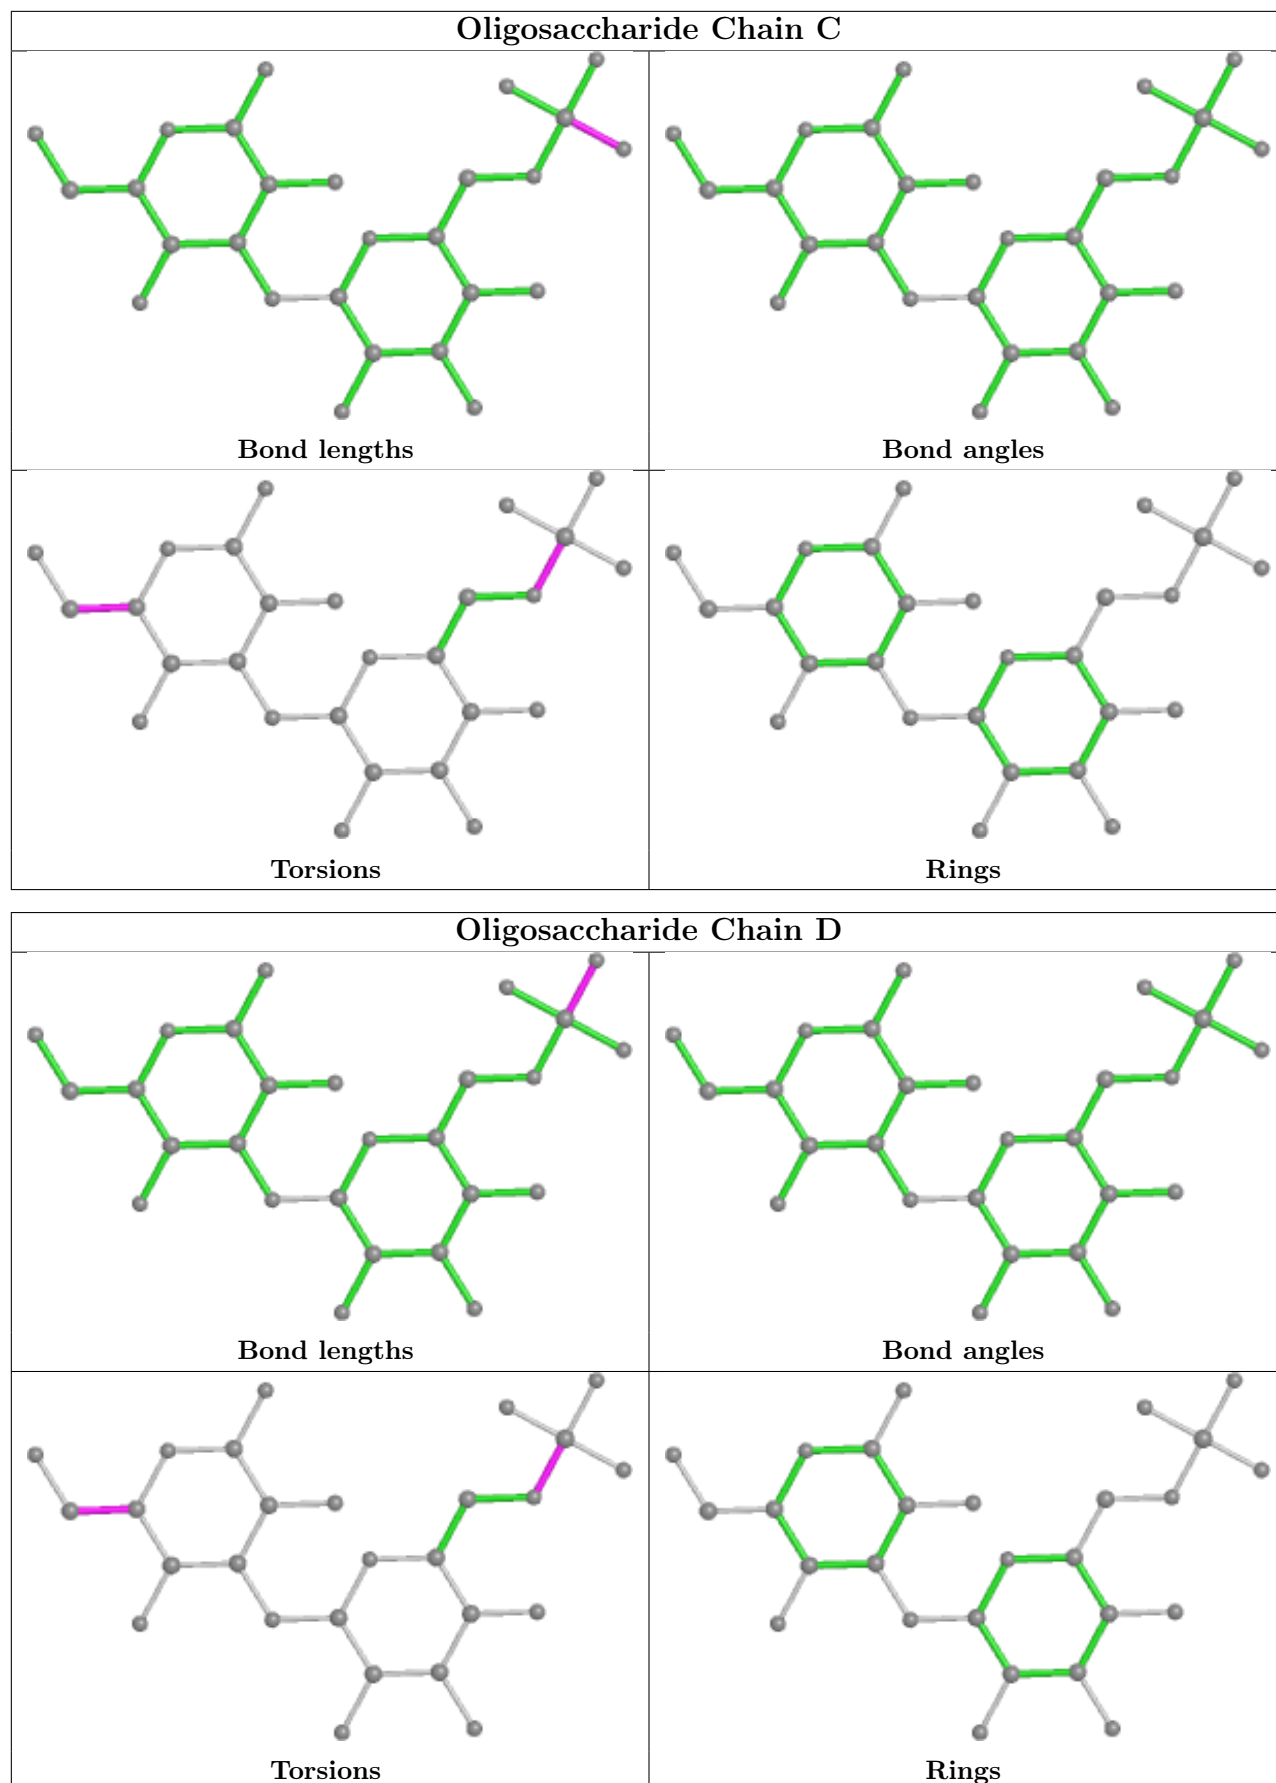 Oligosaccharide Chain C
Bond lengths
Bond angles
Torsions
Rings
Oligosaccharide Chain D
Bond lengths
Bond angles
Torsions
Rings